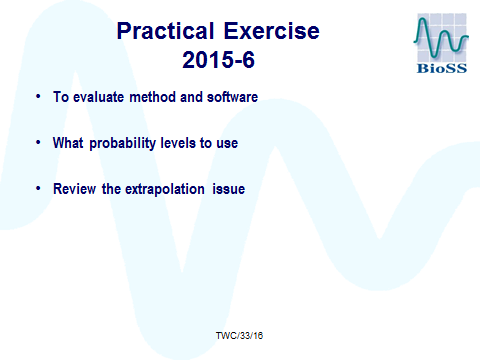 Practical Exercise
2015-6
BioSS
• To evaluate method and software
• What probability levels to use
• Review the extrapolation issue
TWC/33/16